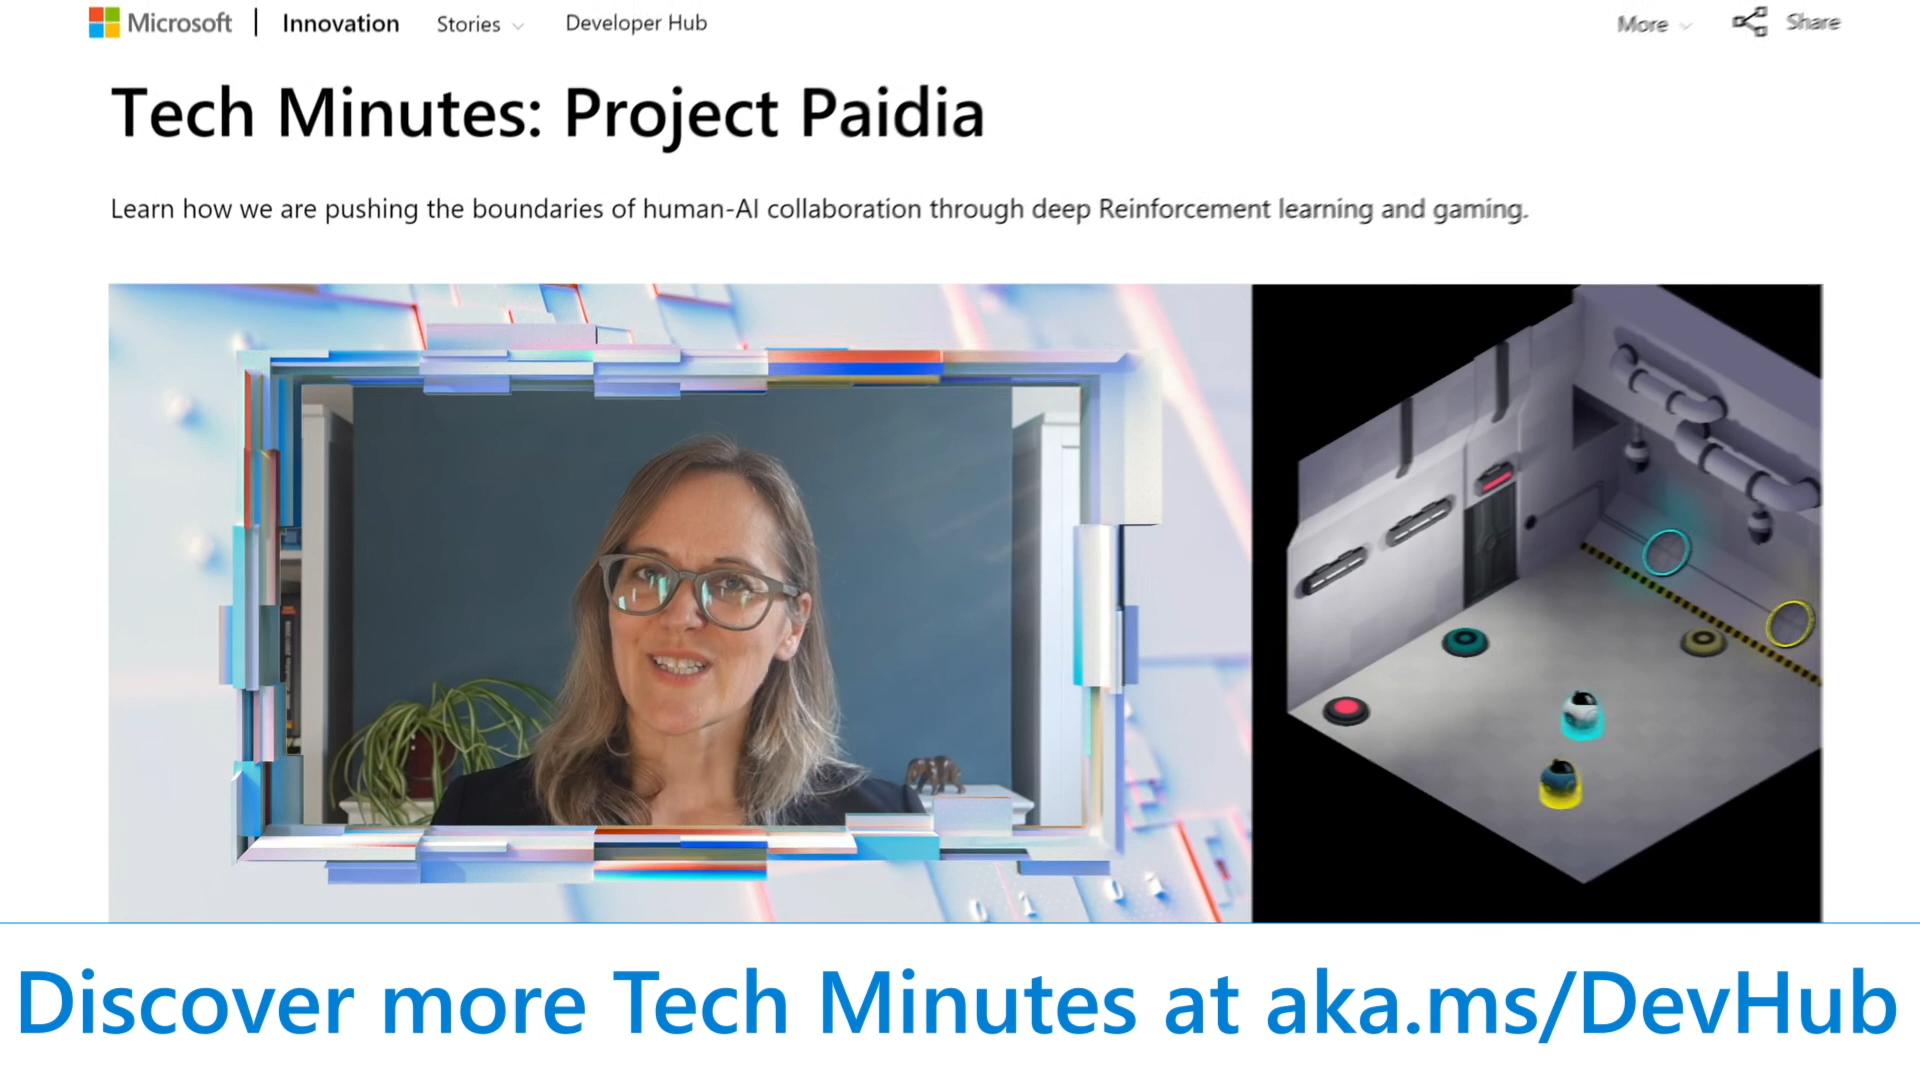 Microsoft | Innovation Stories Developer Hub More Share
Tech Minutes: Project Paidia
Learn how we are pushing the boundaries of human-AI collaboration through deep Reinforcement learning and gaming.
Discover more Tech Minutes at aka.ms/DevHub